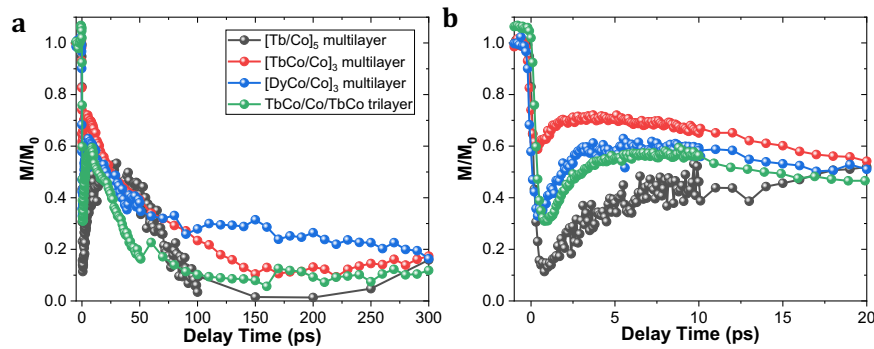 a
b
[Tb/Co]5 multilayer
[TbCo/Co]3 multilayer
[DyCo/Co]3 multilayer
TbCo/Co/TbCo trilayer
M/M0
1.0
0.8
0.6
0.4
0.2
0.0
0 50 100 150 200 250 300
Delay Time (ps)
M/M0
1.0
0.8
0.6
0.4
0.2
0.0
0 5 10 15 20
Delay Time (ps)